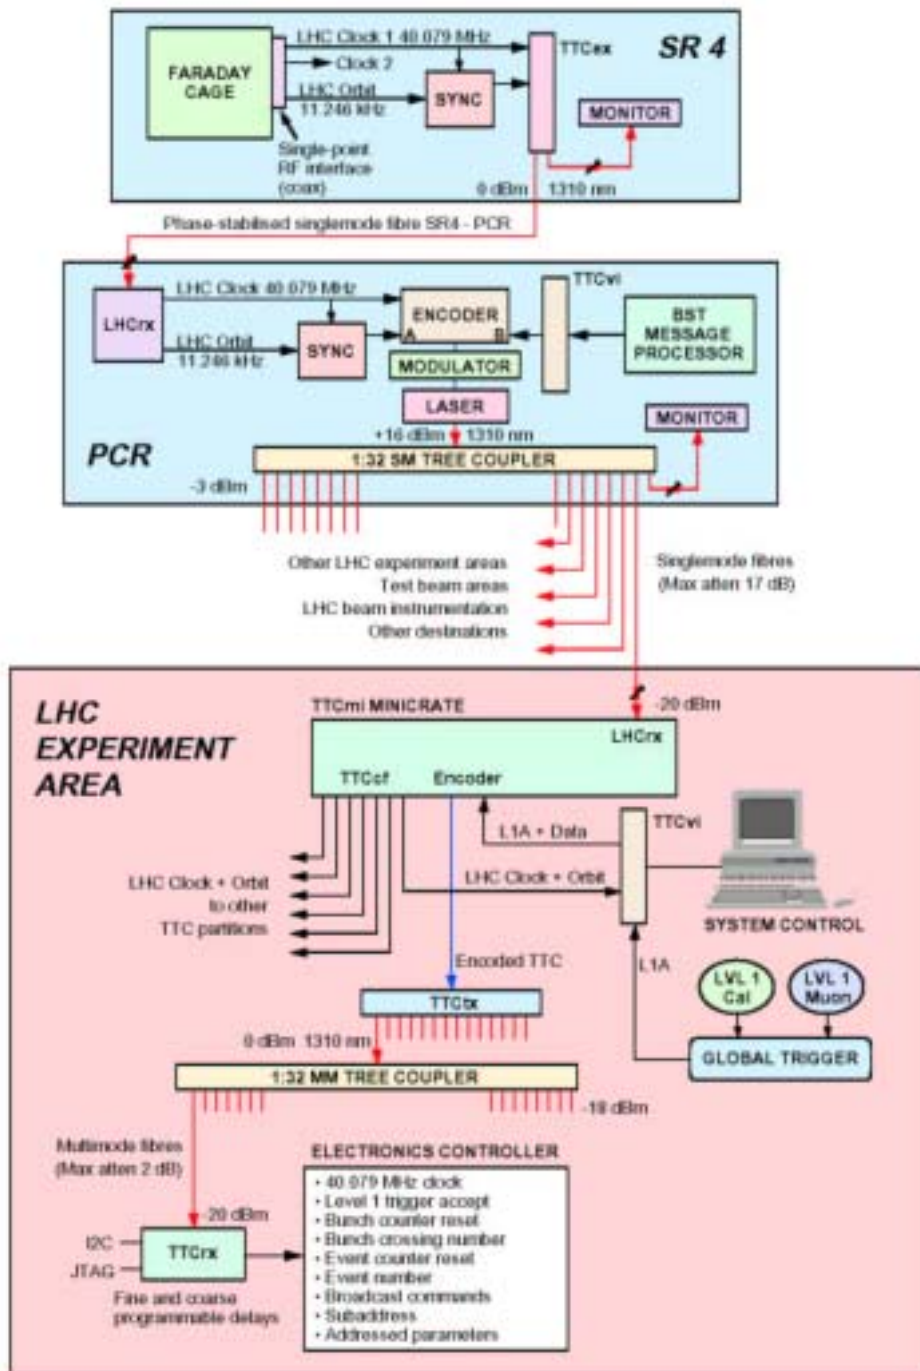 SR 4
FARADAY
CAGE
LHC Clock 1 40.079 MHz
Clock 2
LHC Orbit
11.246 kHz
SYNC
TTCex
MONITOR
Single-point
RF interface
(coax)
0 dBm 1310 nm
Phase-stabilised singlemode fibre SR4 - PCR
LHCrx
LHC Clock 40.079 MHz
LHC Orbit
11.246 kHz
SYNC
ENCODER
A B
MODULATOR
LASER
TTCvi
BST
MESSAGE
PROCESSOR
MONITOR
+16 dBm 1310 nm
PCR
1:32 SM TREE COUPLER
-3 dBm
Other LHC experiment areas
Test beam areas
LHC beam instrumentation
Other destinations
Singlemode fibres
(Max atten 17 dB)
LHC
EXPERIMENT
AREA
TTCmi MINICRATE
-20 dBm
LHCrx
TTCcf Encoder
TTCvi
L1A + Data
LHC Clock + Orbit
LHC Clock + Orbit
to other
TTC partitions
SYSTEM CONTROL
Encoded TTC
L1A
LVL 1
Cal
LVL 1
Muon
GLOBAL TRIGGER
TTCtx
0 dBm 1310 nm
1:32 MM TREE COUPLER
-18 dBm
Multimode fibres
(Max atten 2 dB)
-20 dBm
I2C
JTAG
TTCrx
Fine and coarse
programmable delays
ELECTRONICS CONTROLLER
• 40.079 MHz clock
• Level 1 trigger accept
• Bunch counter reset
• Bunch crossing number
• Event counter reset
• Event number
• Broadcast commands
• Subaddress
• Addressed parameters